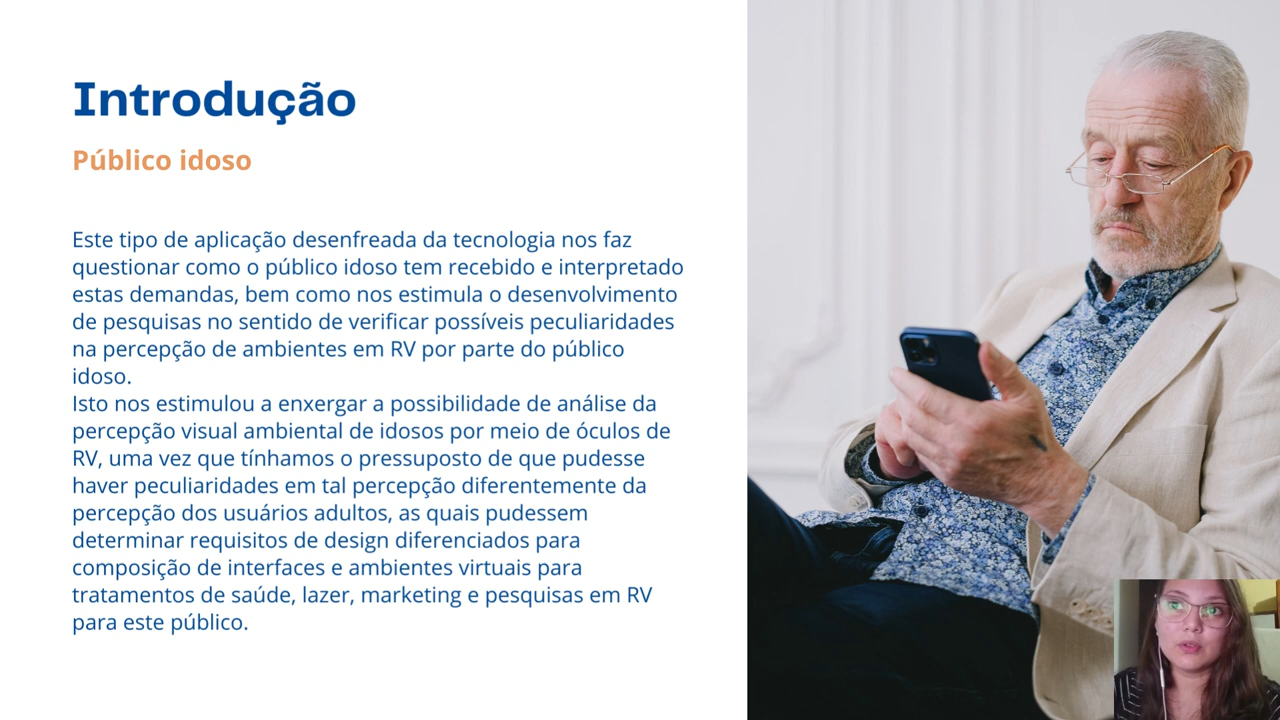 Introdução
Público idoso
Este tipo de aplicação desenfreada da tecnologia nos faz
questionar como o público idoso tem recebido e interpretado
estas demandas, bem como nos estimula o desenvolvimento
de pesquisas no sentido de verificar possíveis peculiaridades
na percepção de ambientes em RV por parte do público
idoso.
Isto nos estimulou a enxergar a possibilidade de análise da
percepção visual ambiental de idosos por meio de óculos de
RV, uma vez que tínhamos o pressuposto de que pudesse
haver peculiaridades em tal percepção diferentemente da
percepção dos usuários adultos, as quais pudessem
determinar requisitos de design diferenciados para
composição de interfaces e ambientes virtuais para
tratamentos de saúde, lazer, marketing e pesquisas em RV
para este público.